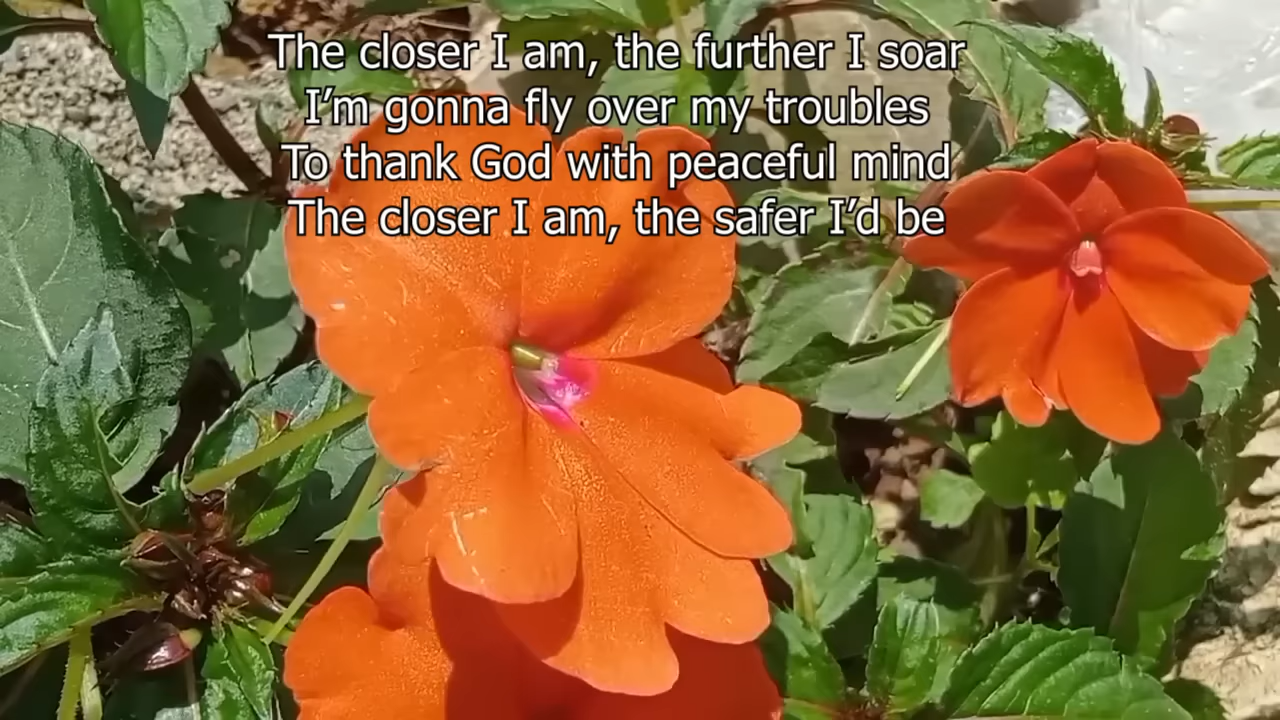 The closer I am, the further I soar
I’m gonna fly over my troubles
To thank God with peaceful mind
The closer I am, the safer I’d be